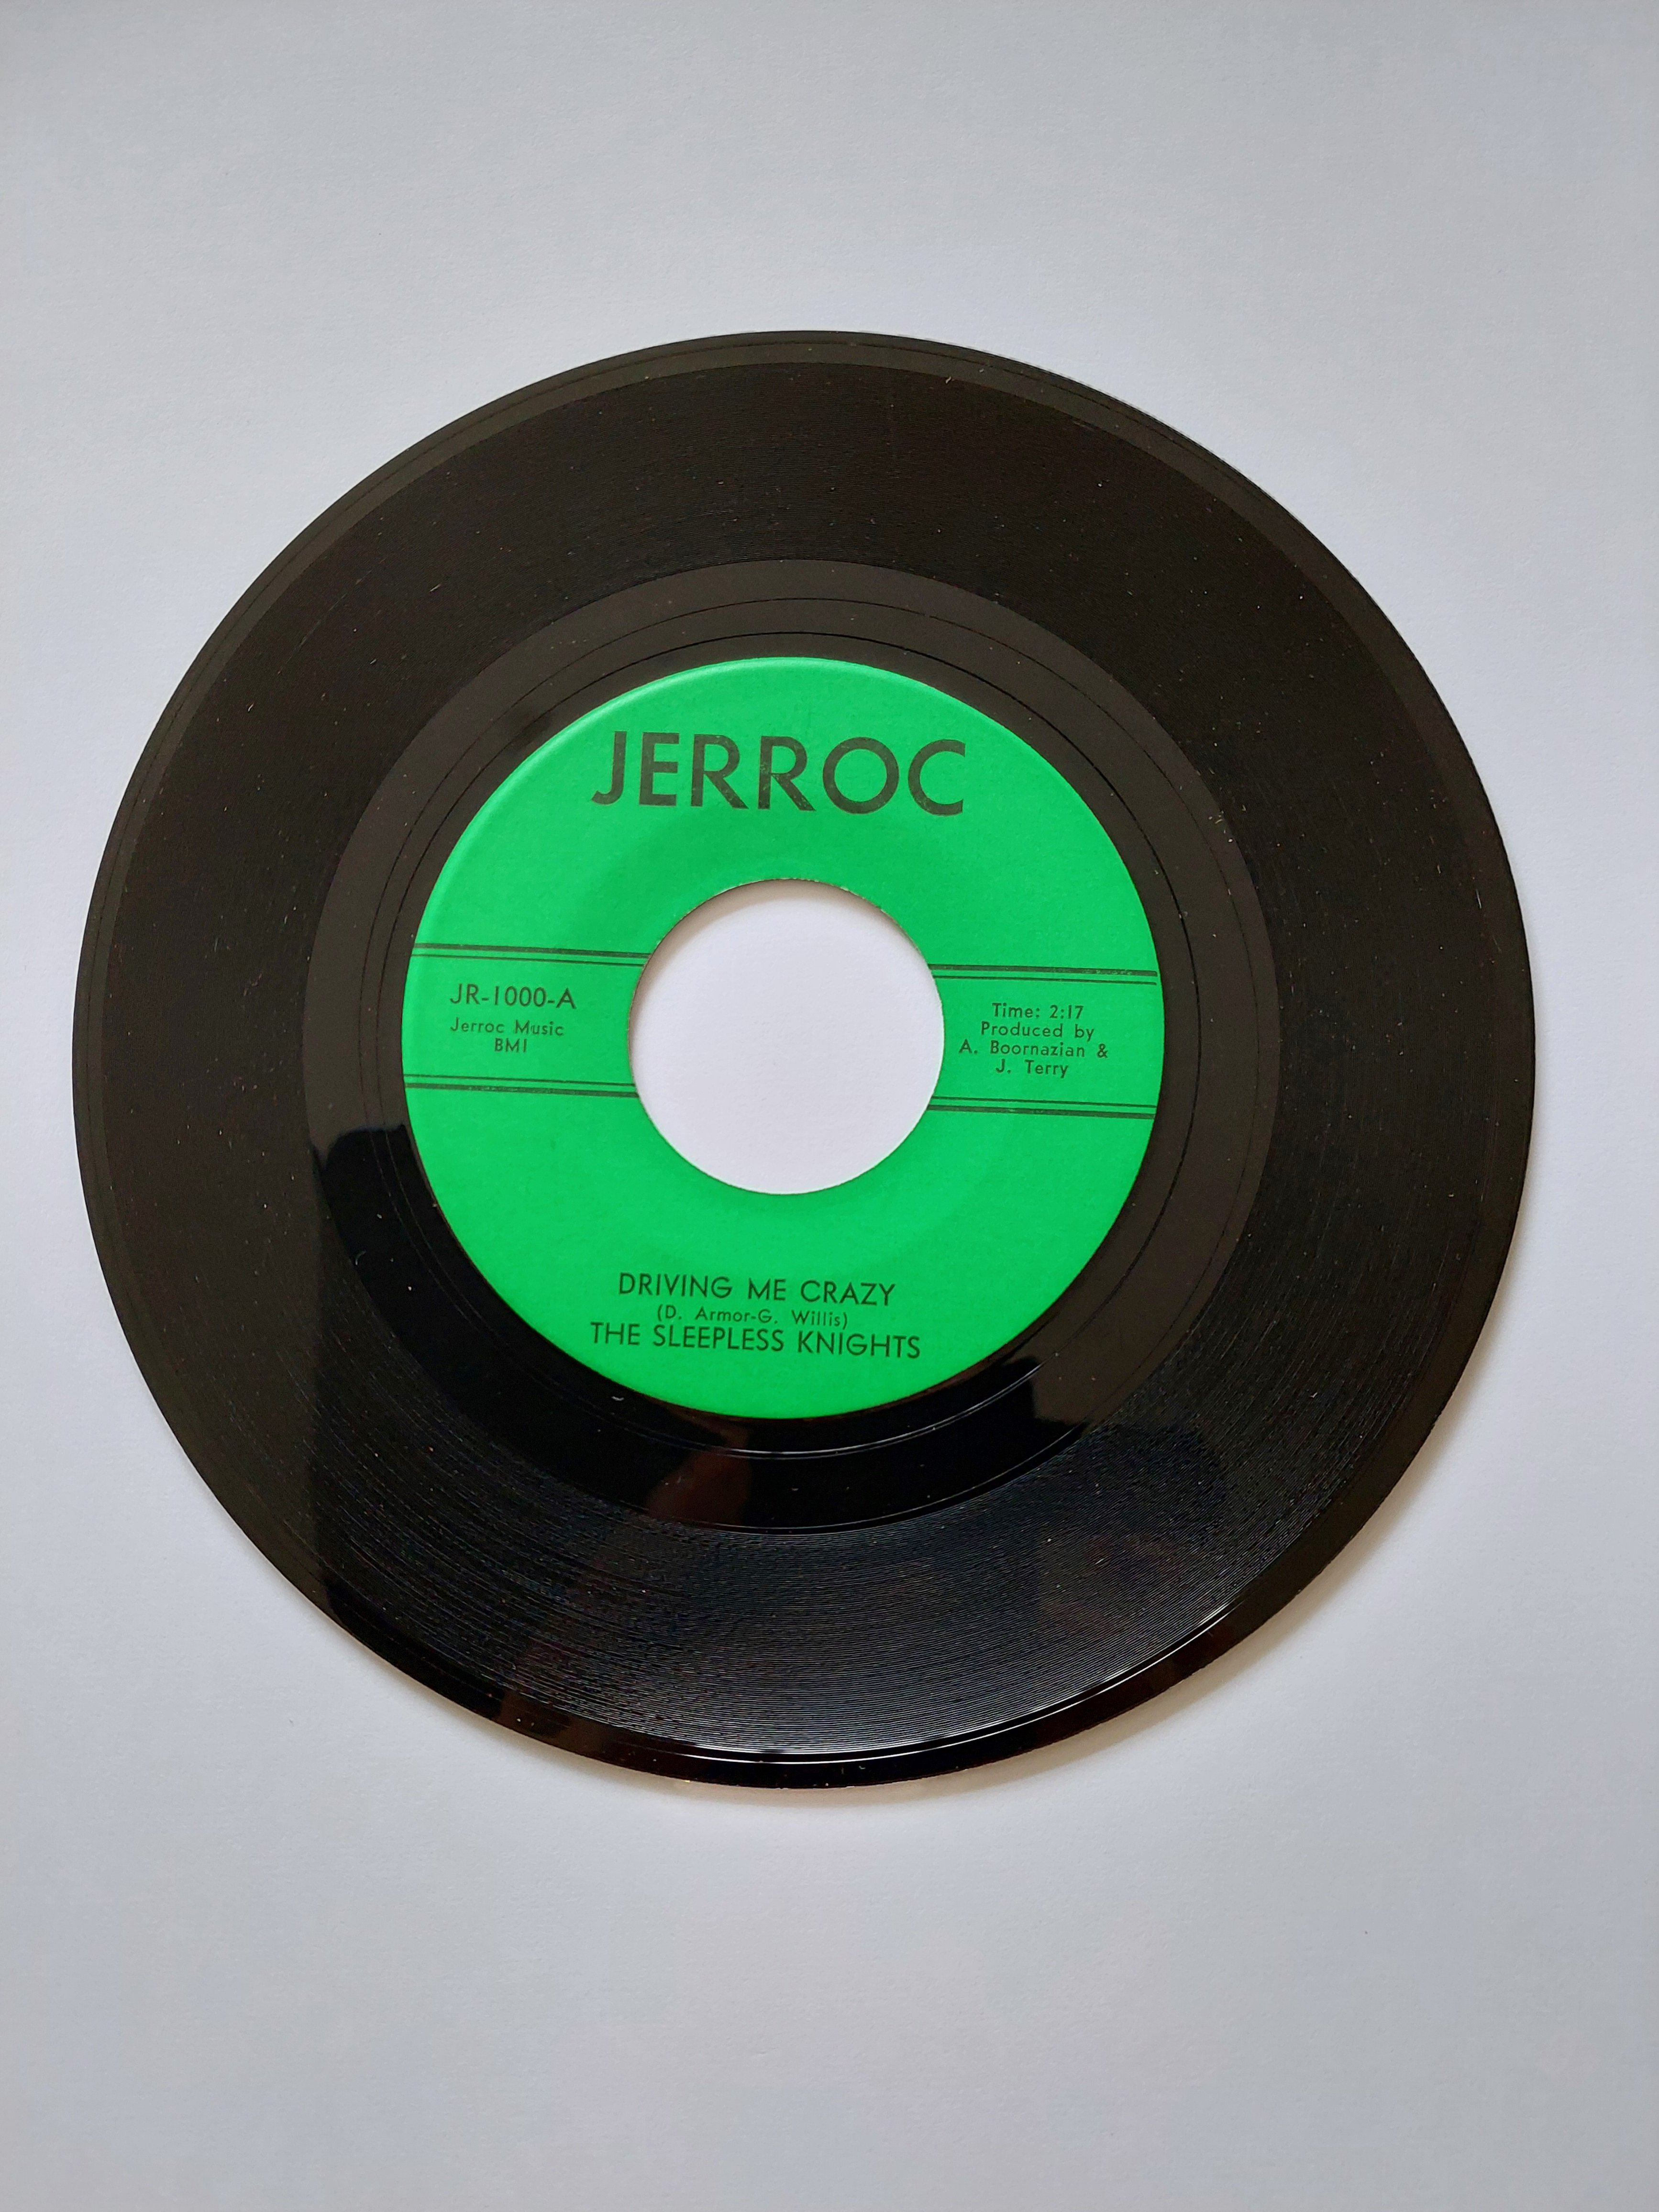 JERROC
JR-1000-A
Jerroc Music
BMI
Time: 2:17
Produced by
A. Boornazian &
J. Terry
DRIVING ME CRAZY
(D. Armor-G. Willis)
THE SLEEPLESS KNIGHTS